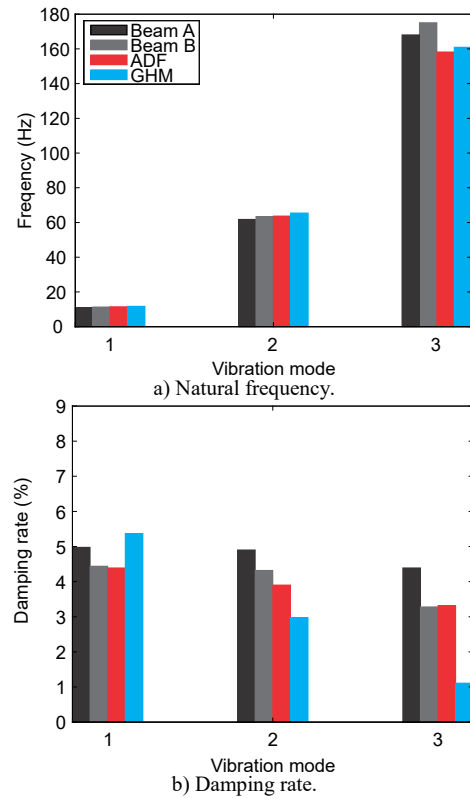 180
160
140
120
100
80
60
40
20
0
Beam A
Beam B
ADF
GHM
Freqency (Hz)
1 2 3
Vibration mode
a) Natural frequency.
9
8
7
6
5
4
3
2
1
0
Damping rate (%)
1 2 3
Vibration mode
b) Damping rate.